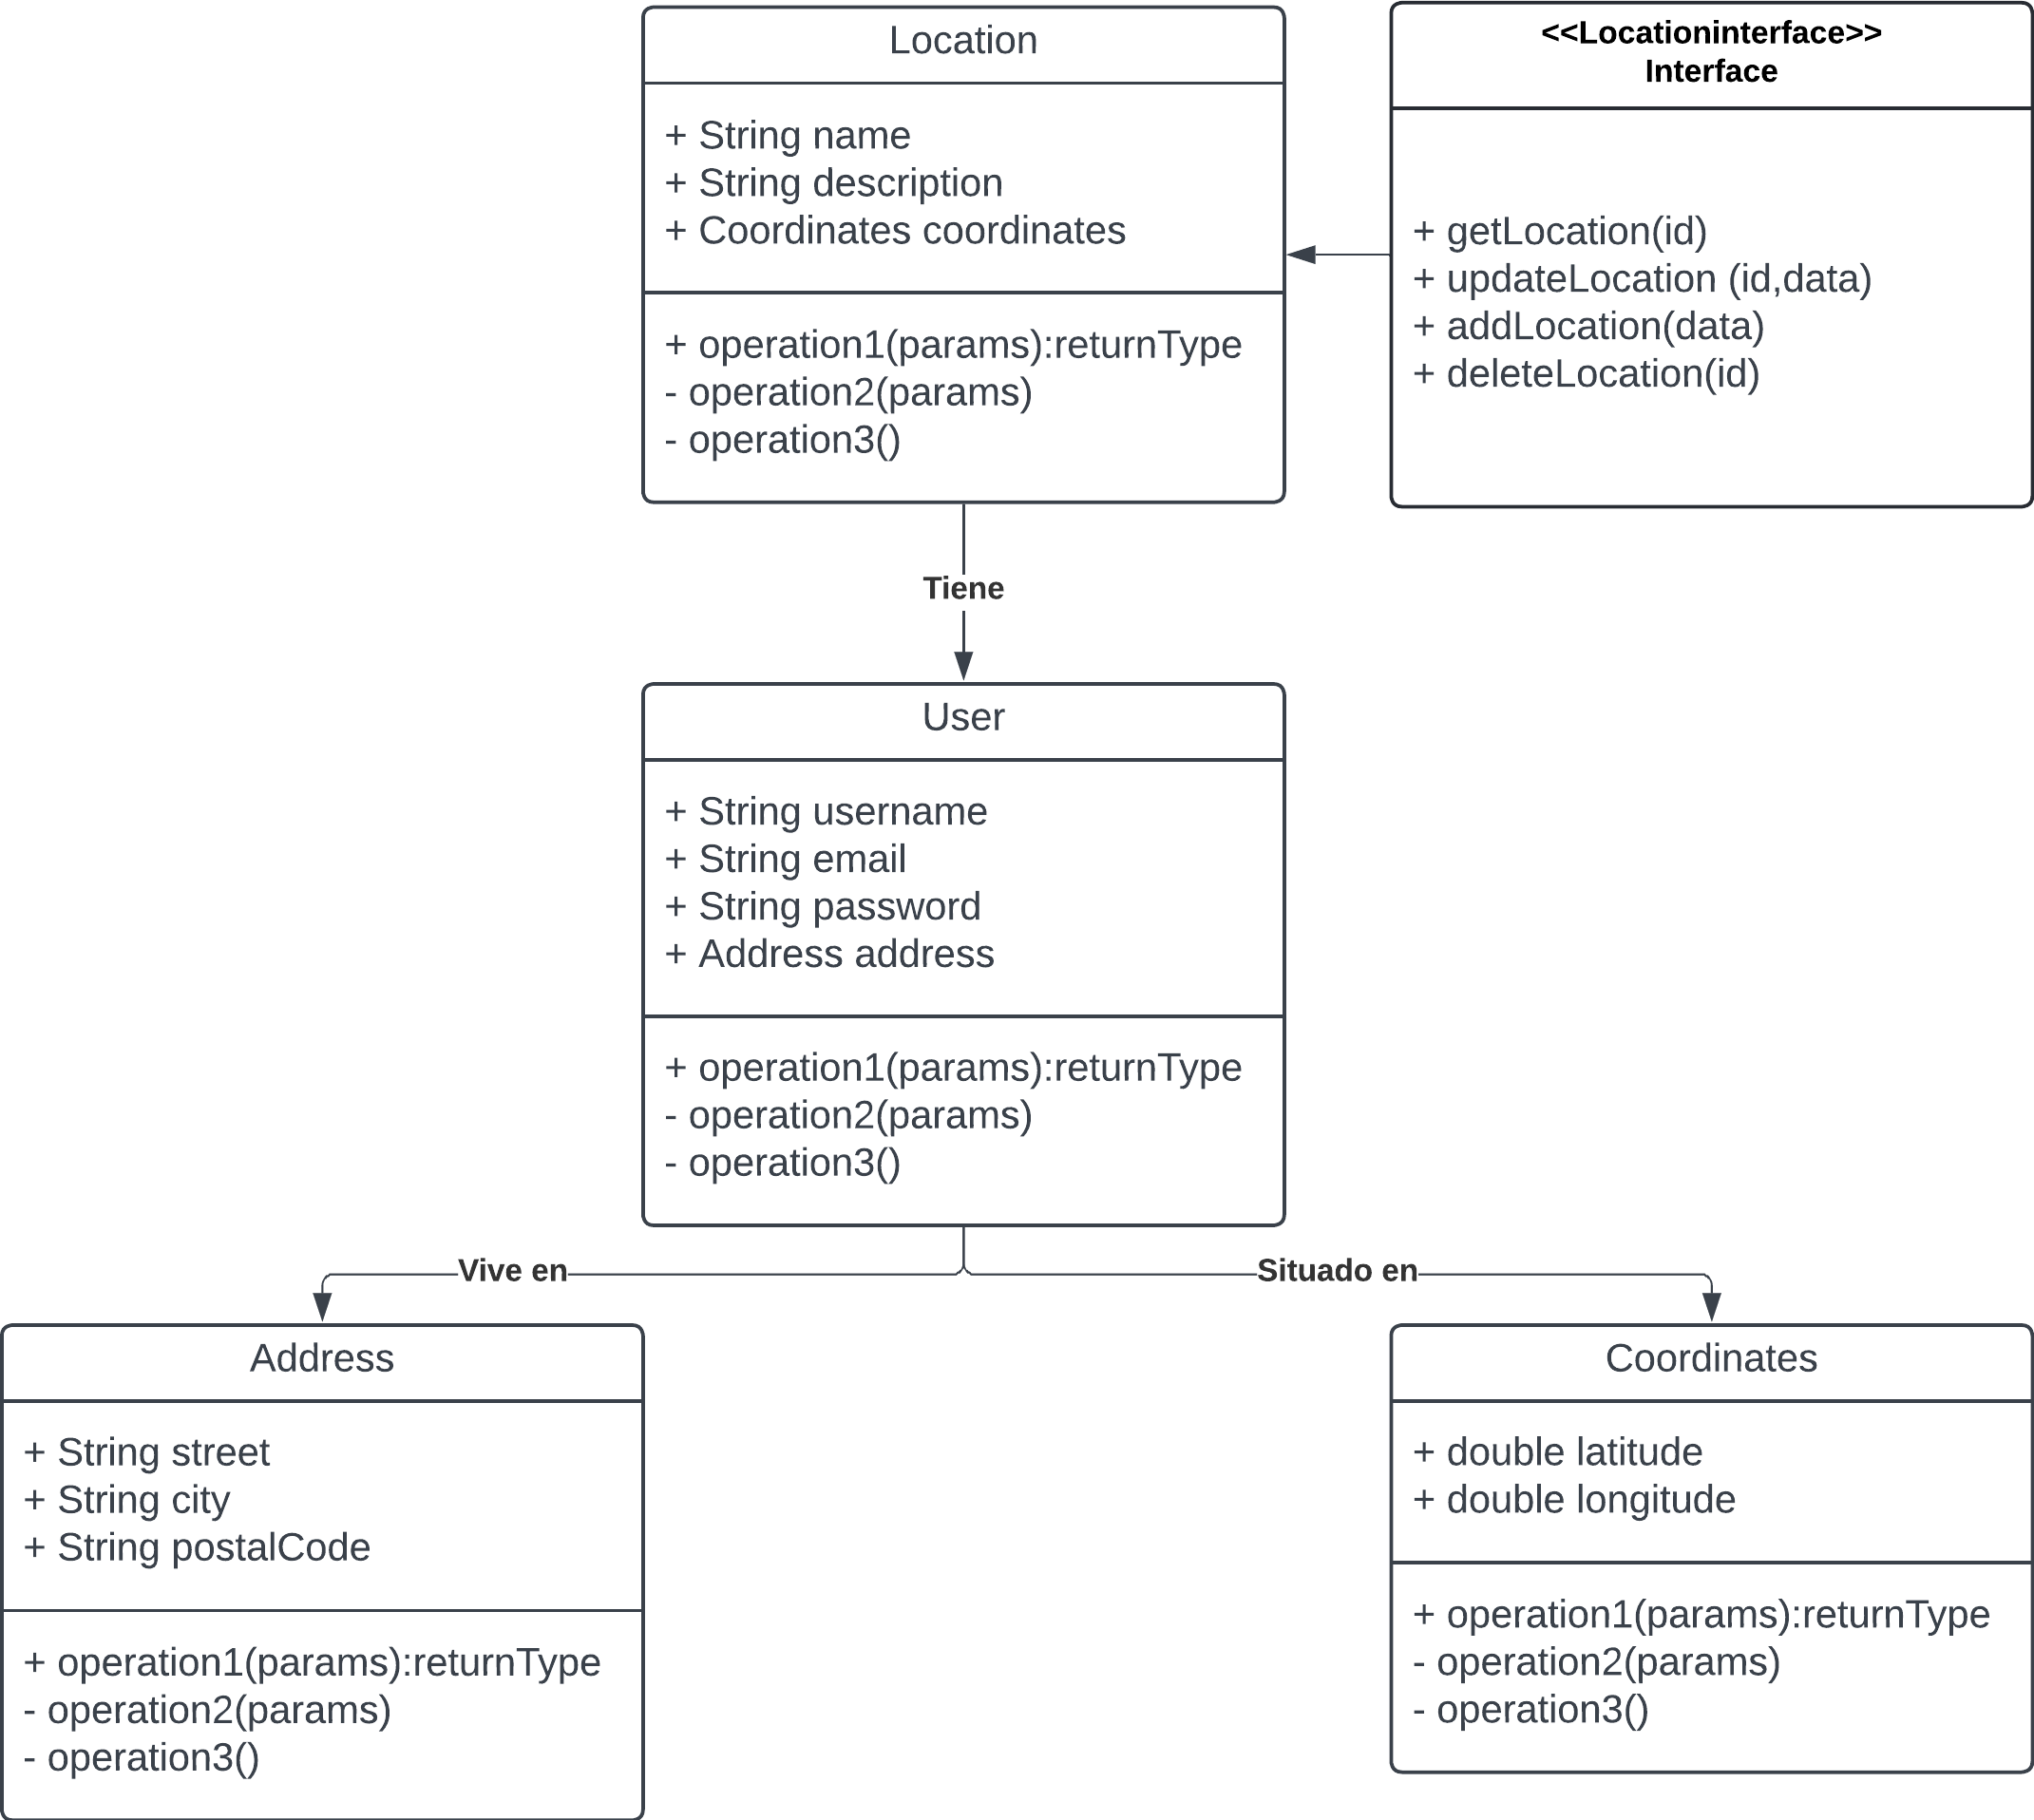 Location
+ String name
+ String description
+ Coordinates coordinates
+ operation1(params):returnType
- operation2(params)
- operation3()
<<Locationinterface>>
Interface
+ getLocation(id)
+ updateLocation (id,data)
+ addLocation(data)
+ deleteLocation(id)
Tiene
User
+ String username
+ String email
+ String password
+ Address address
+ operation1(params):returnType
- operation2(params)
- operation3()
Vive en
Situado en
Address
+ String street
+ String city
+ String postalCode
+ operation1(params):returnType
- operation2(params)
- operation3()
Coordinates
+ double latitude
+ double longitude
+ operation1(params):returnType
- operation2(params)
- operation3()